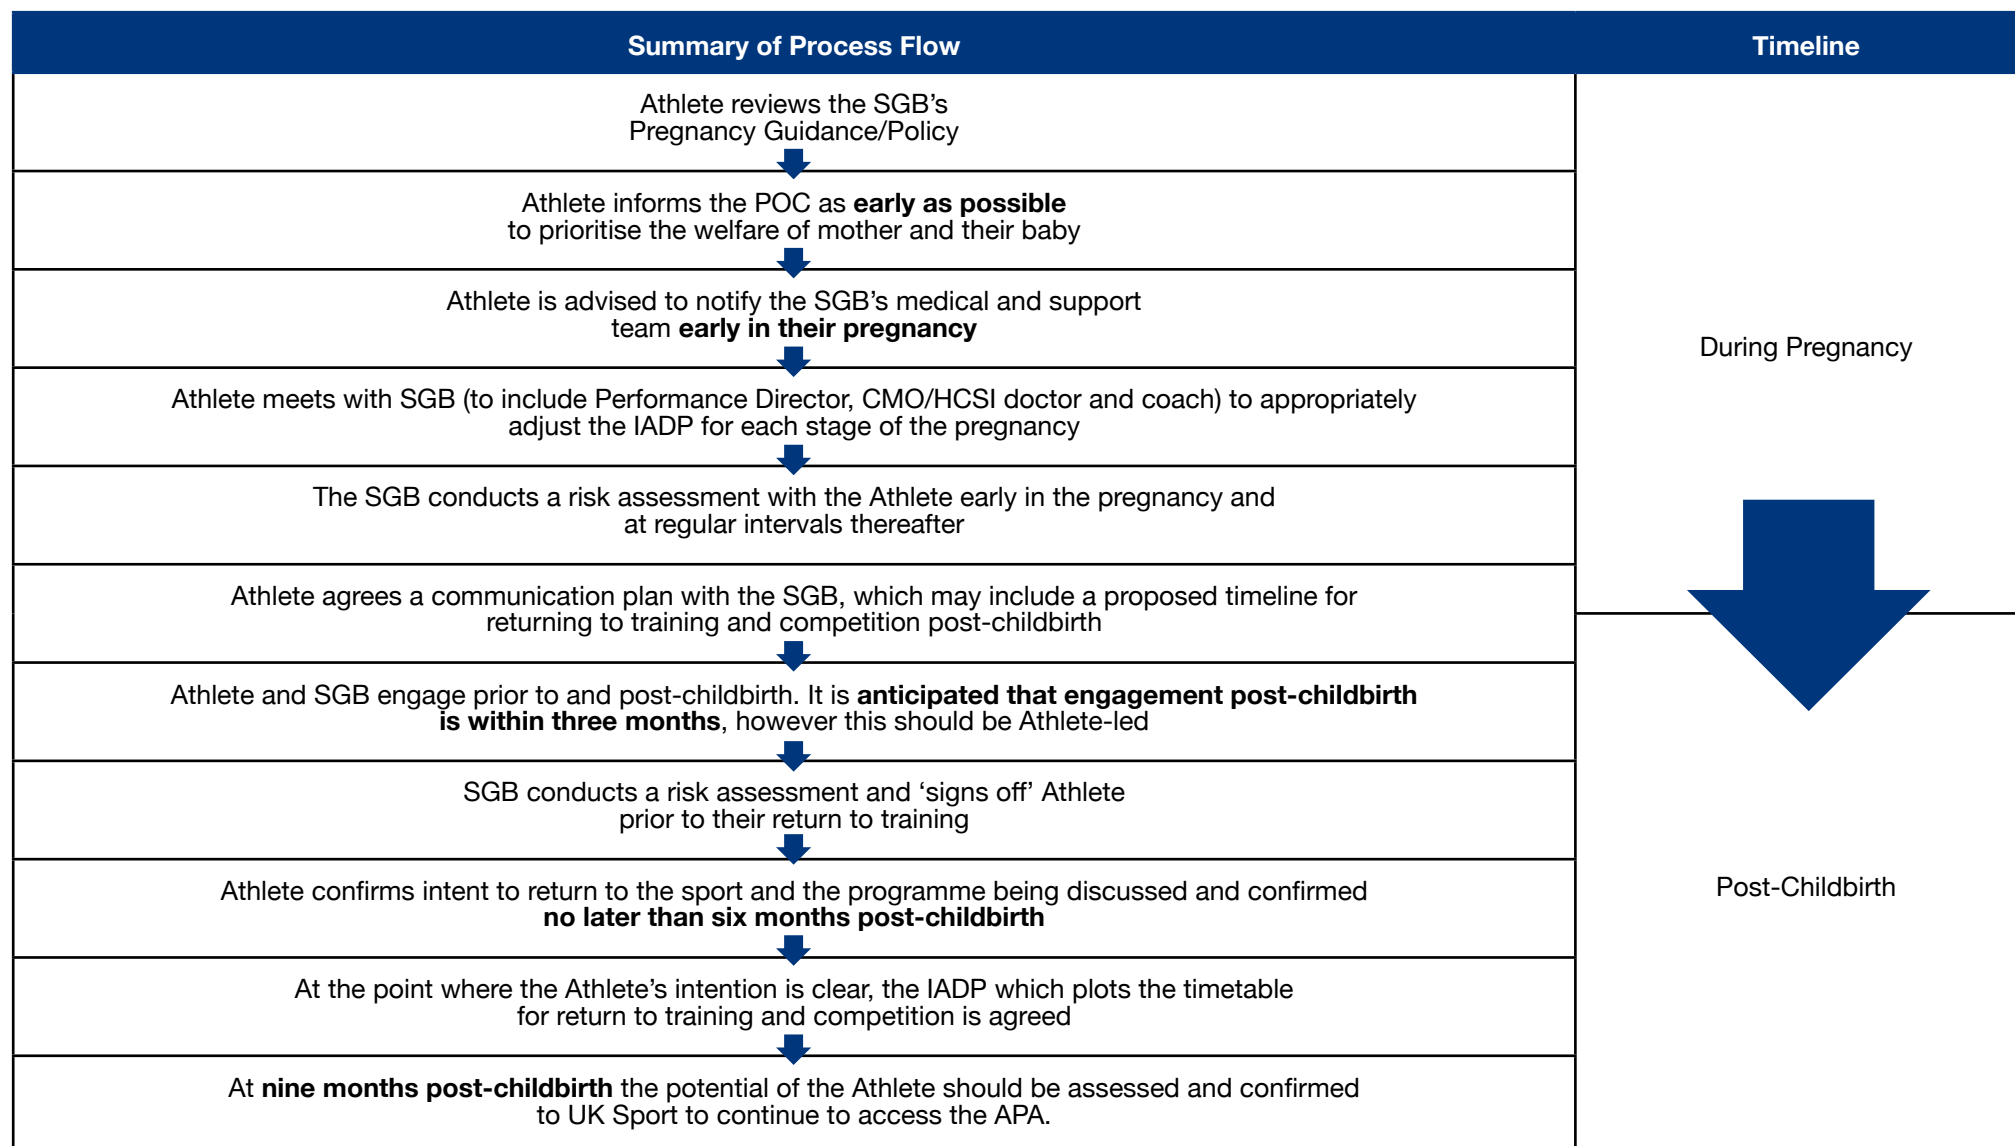 Summary of Process Flow
Timeline
Athlete reviews the SGB’s
Pregnancy Guidance/Policy
Athlete informs the POC as early as possible
to prioritise the welfare of mother and their baby
Athlete is advised to notify the SGB’s medical and support
team early in their pregnancy
Athlete meets with SGB (to include Performance Director, CMO/HCSI doctor and coach) to appropriately
adjust the IADP for each stage of the pregnancy
The SGB conducts a risk assessment with the Athlete early in the pregnancy and
at regular intervals thereafter
During Pregnancy
Athlete agrees a communication plan with the SGB, which may include a proposed timeline for
returning to training and competition post-childbirth
Athlete and SGB engage prior to and post-childbirth. It is anticipated that engagement post-childbirth
is within three months, however this should be Athlete-led
SGB conducts a risk assessment and ‘signs off’ Athlete
prior to their return to training
Athlete confirms intent to return to the sport and the programme being discussed and confirmed
no later than six months post-childbirth
At the point where the Athlete’s intention is clear, the IADP which plots the timetable
for return to training and competition is agreed
At nine months post-childbirth the potential of the Athlete should be assessed and confirmed
to UK Sport to continue to access the APA.
Post-Childbirth